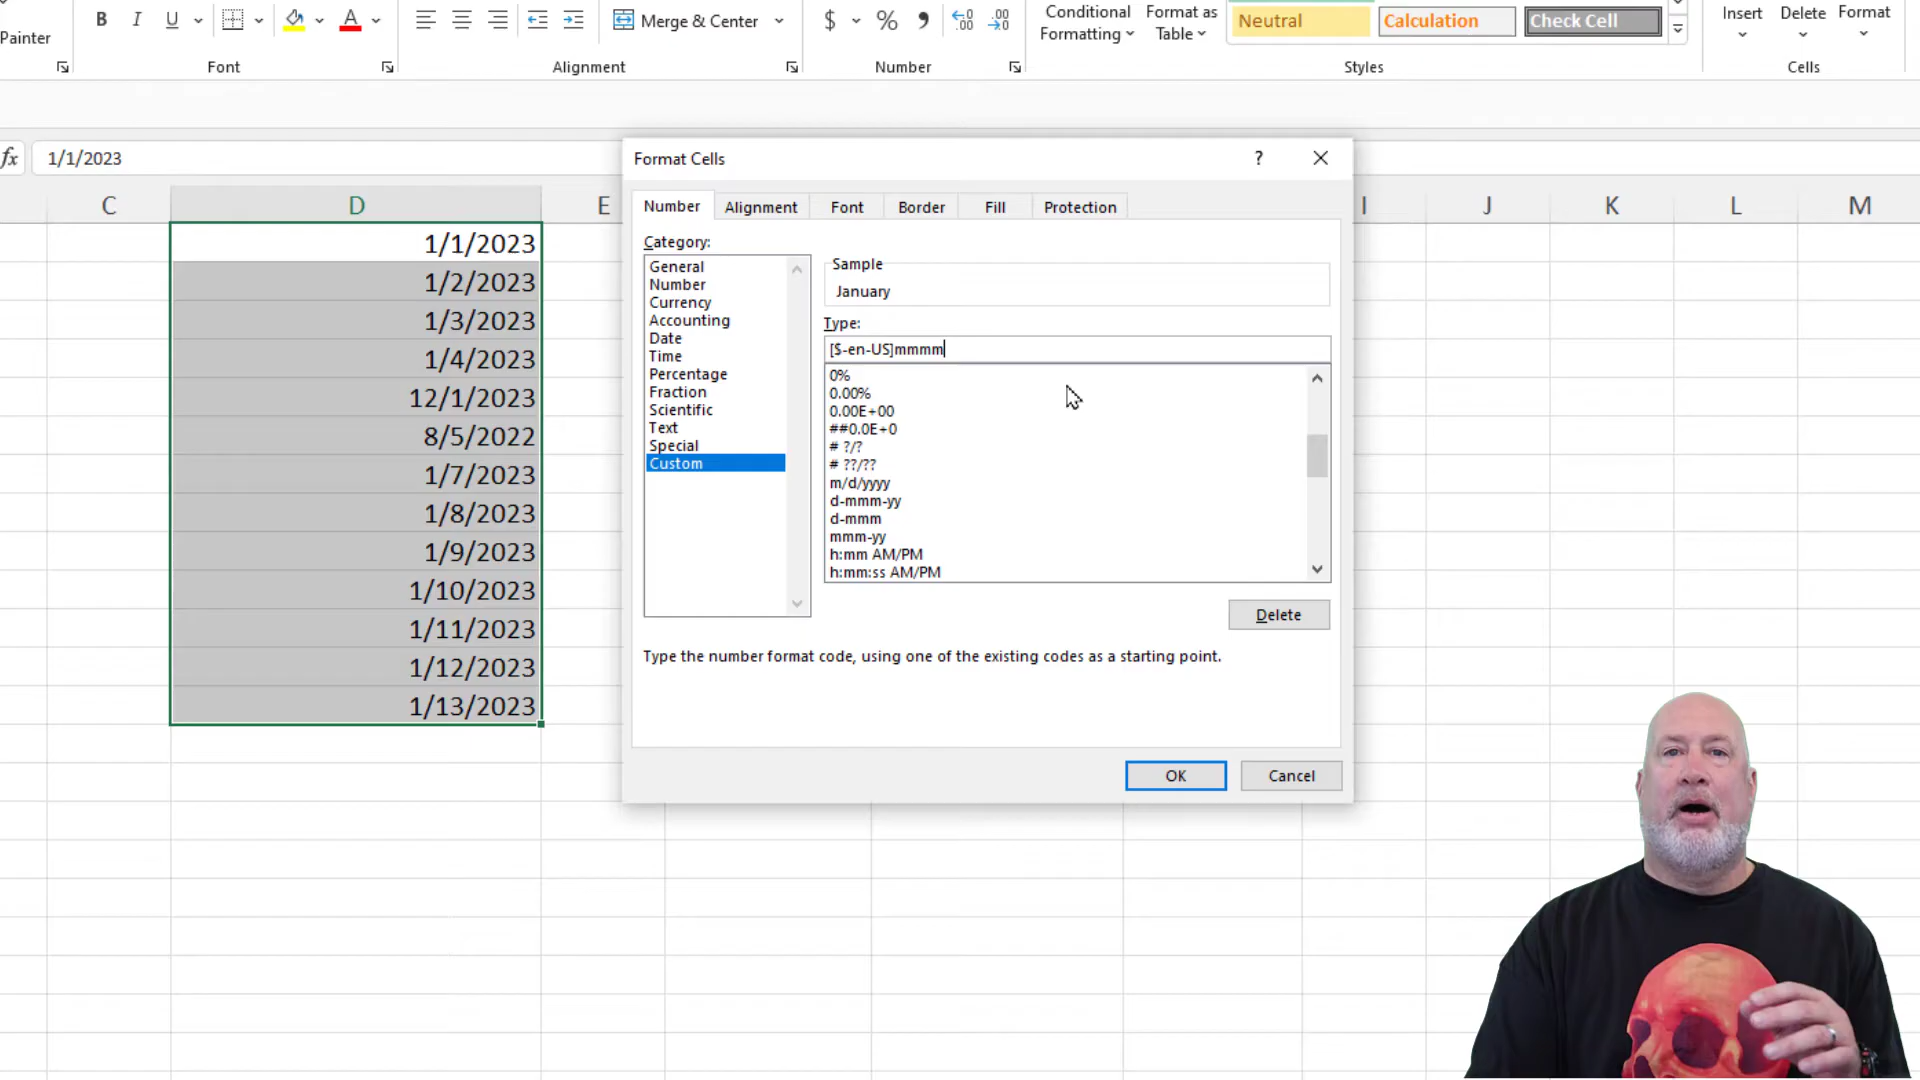 Painter
B I U A
Font
Merge & Center
Alignment
$ % 9 .00
Number
Conditional Formatting
Format as Table
Neutral
Calculation
Check Cell
Styles
Insert
Delete
Format
Cells
fx 1/1/2023
C D E I J K L M
1/1/2023
1/2/2023
1/3/2023
1/4/2023
12/1/2023
8/5/2022
1/7/2023
1/8/2023
1/9/2023
1/10/2023
1/11/2023
1/12/2023
1/13/2023
Format Cells ?
Number Alignment Font Border Fill Protection
Category:
General
Number
Currency
Accounting
Date
Time
Percentage
Fraction
Scientific
Text
Special
Custom
Sample
January
Type:
[$-en-US]mmmm
0%
0.00%
0.00E+00
##0.0E+0
# ?/?
# ??/??
m/d/yyyy
d-mmm-yy
d-mmm
mmm-yy
h:mm AM/PM
h:mm:ss AM/PM
Delete
Type the number format code, using one of the existing codes as a starting point.
OK
Cancel